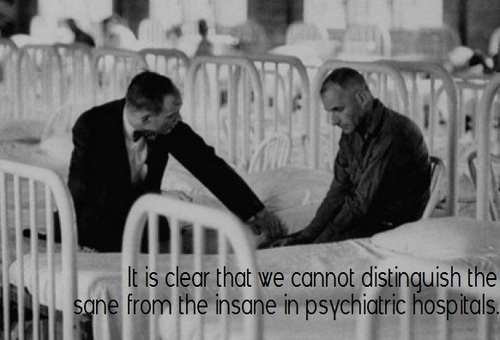 It is clear that we cannot distinguish the
sane from the insane in psychiatric hospitals.